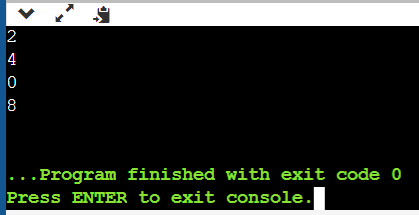 2
4
0
8
...Program finished with exit code 0
Press ENTER to exit console.